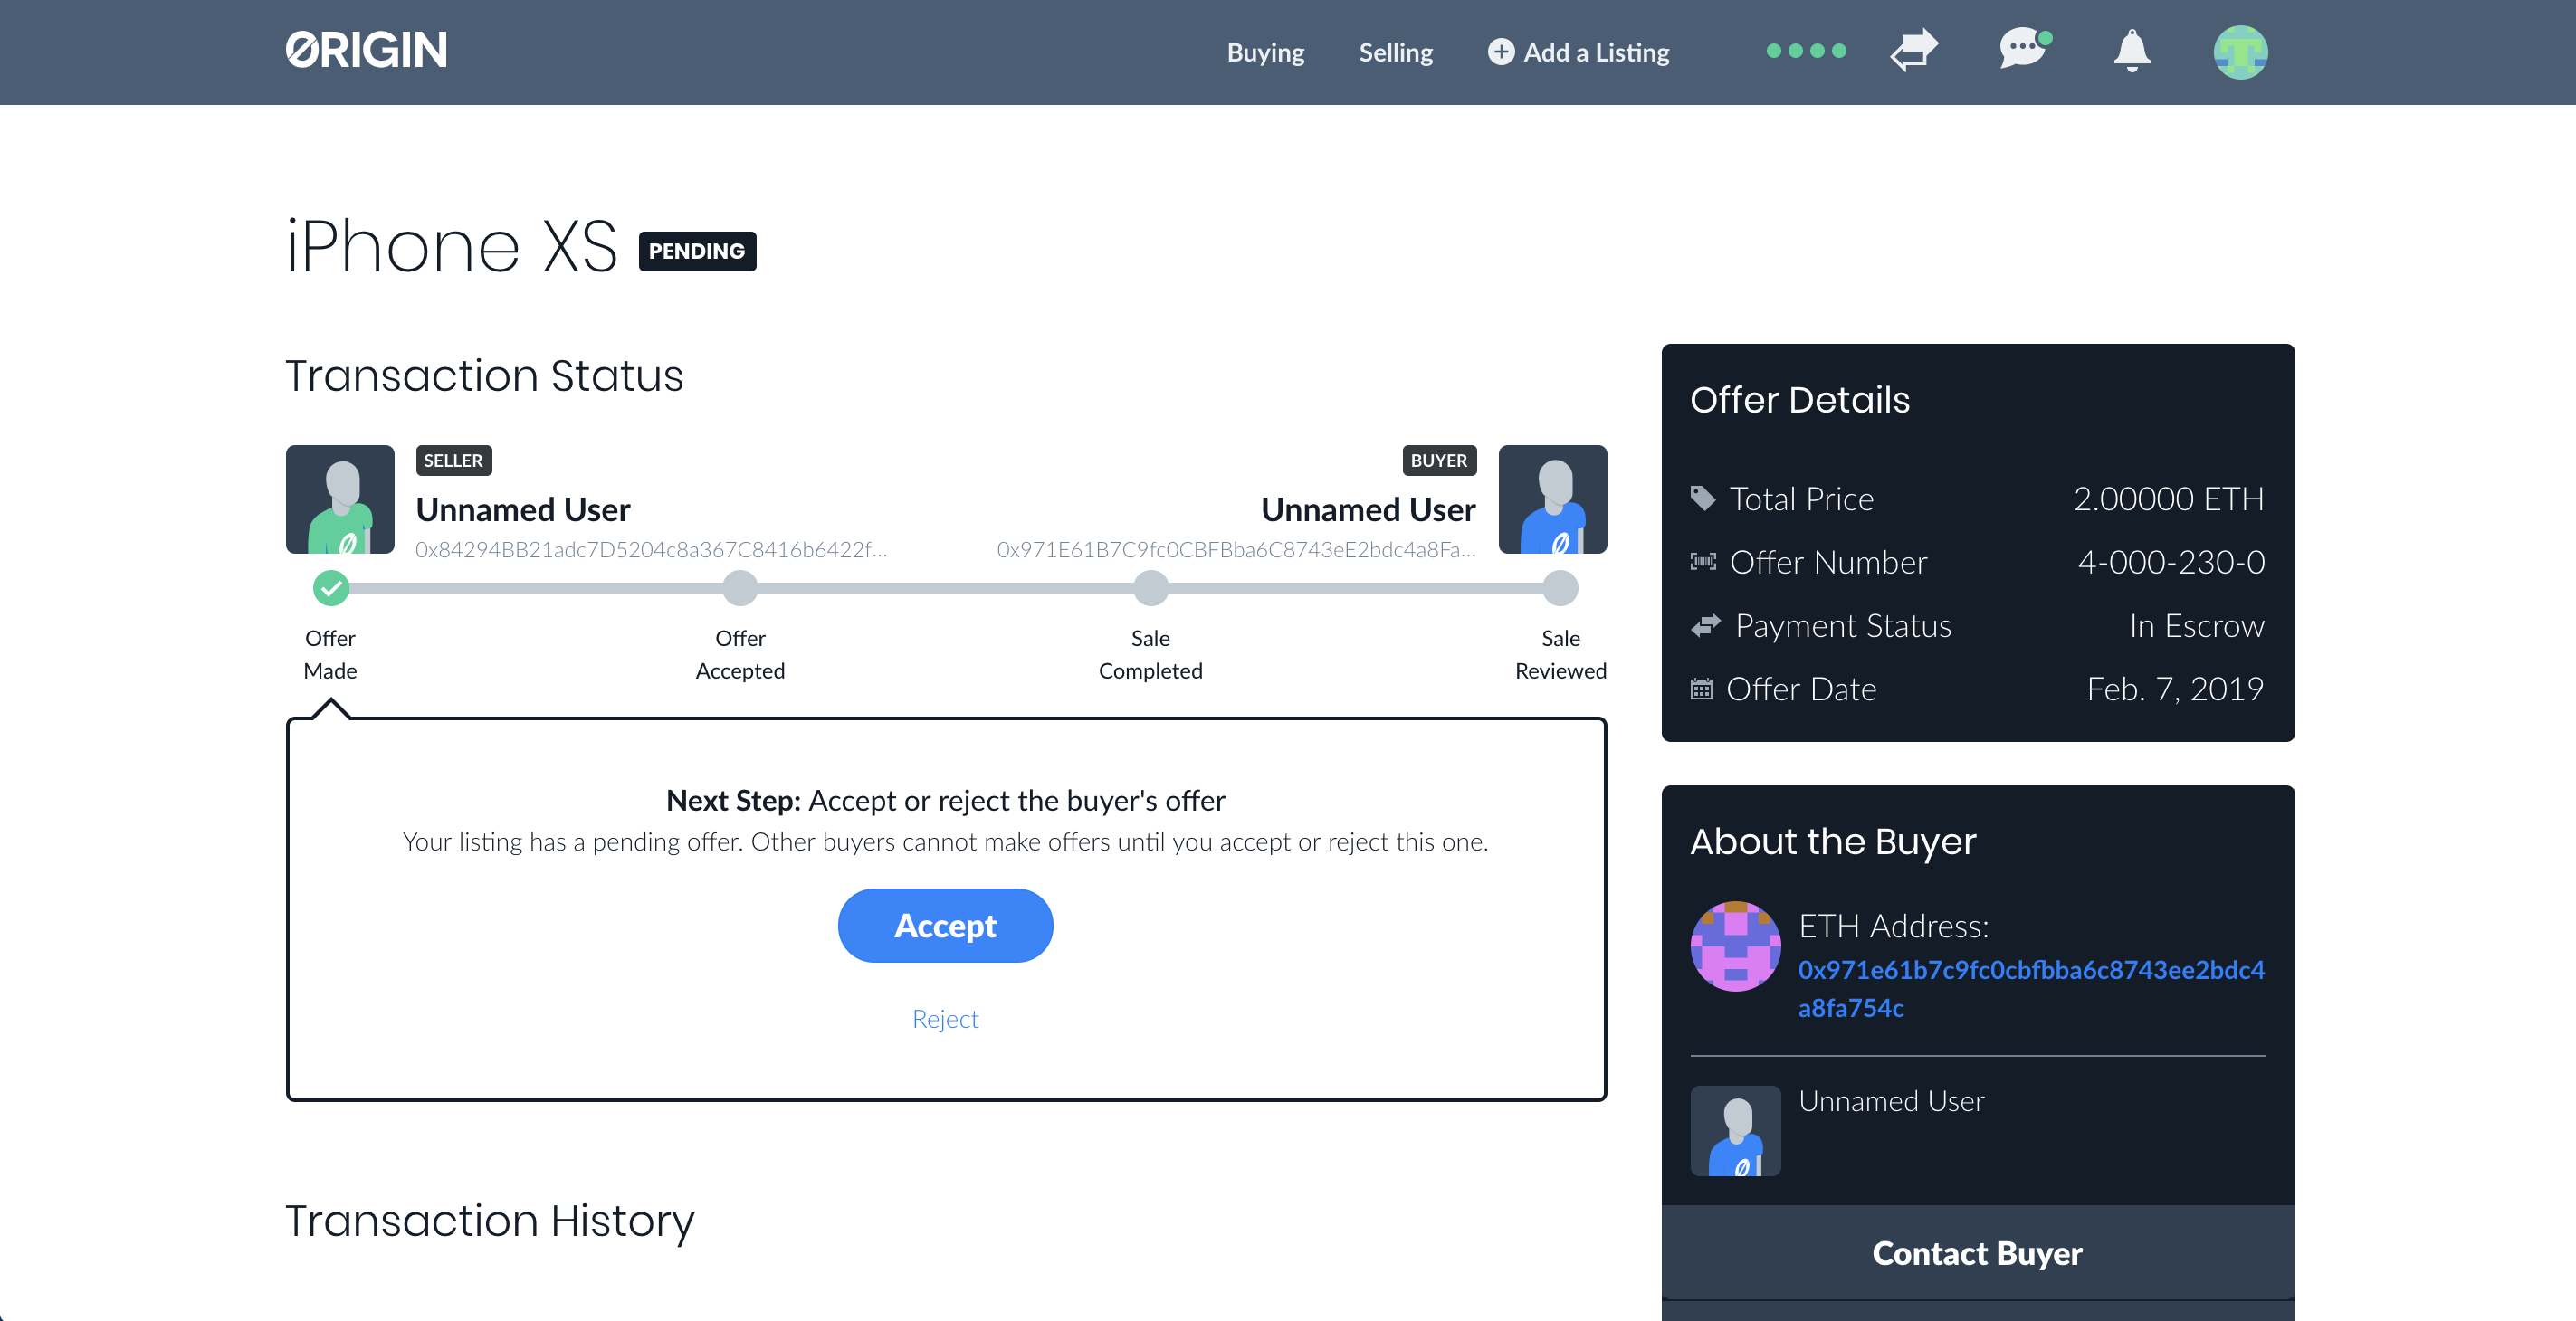 ORIGIN
Buying Selling Add a Listing
iPhone XS PENDING
Transaction Status
SELLER
Unnamed User
0x84294BB21adc7D5204c8a367C8416b6422f...
BUYER
Unnamed User
0x971E61B7C9fc0CBFBba6C8743eE2bdc4a8Fa...
Offer
Made
Offer
Accepted
Sale
Completed
Sale
Reviewed
Next Step: Accept or reject the buyer's offer
Your listing has a pending offer. Other buyers cannot make offers until you accept or reject this one.
Accept
Reject
Transaction History
Offer Details
Total Price 2.00000 ETH
Offer Number 4-000-230-0
Payment Status In Escrow
Offer Date Feb. 7, 2019
About the Buyer
ETH Address:
0x971e61b7c9fc0cbfbba6c8743ee2bdc4
a8fa754c
Unnamed User
Contact Buyer